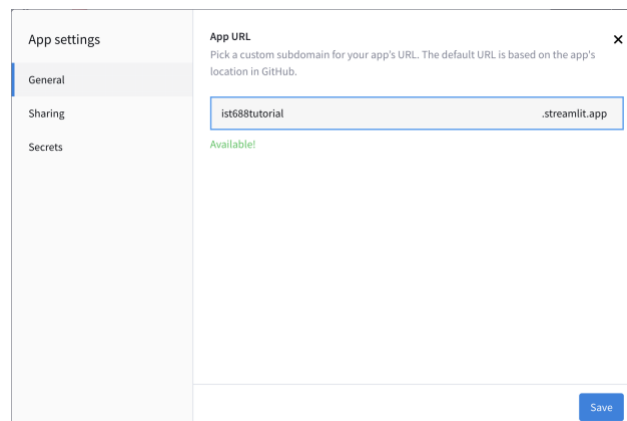 App settings
General
Sharing
Secrets
App URL
Pick a custom subdomain for your app's URL. The default URL is based on the app's
location in GitHub.
ist688tutorial .streamlit.app
Available!
Save